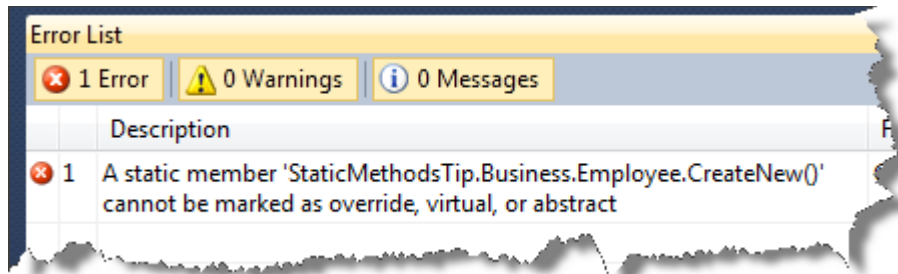 Error List
1 Error
0 Warnings
0 Messages
Description
1
A static member 'StaticMethodsTip.Business.Employee.CreateNew()'
cannot be marked as override, virtual, or abstract